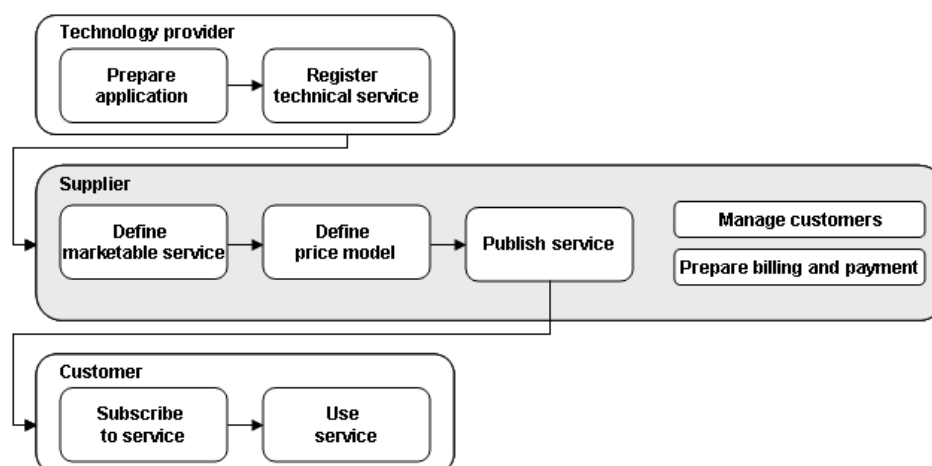 Technology provider
Prepare
application
Register
technical service
Supplier
Define
marketable service
Define
price model
Publish service
Manage customers
Prepare billing and payment
Customer
Subscribe
to service
Use
service